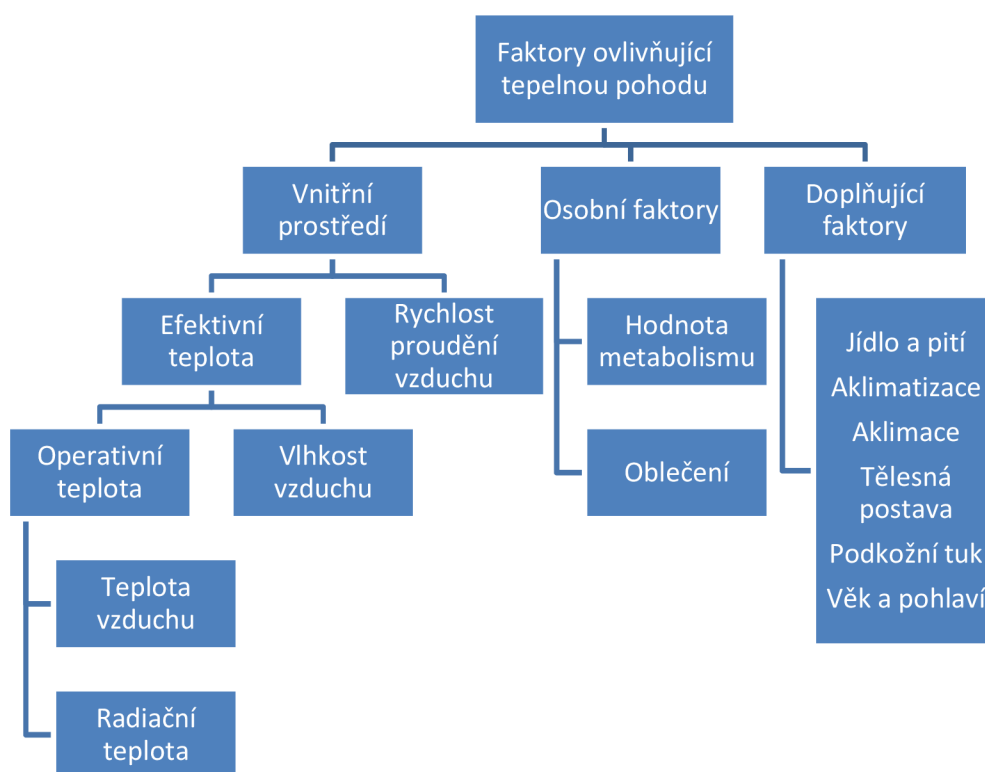 Faktory ovlivňující
tepelnou pohodu
Vnitřní
prostředí
Osobní faktory
Doplňující
faktory
Efektivní
teplota
Rychlost
proudění
vzduchu
Hodnota
metabolismu
Jídlo a pití
Aklimatizace
Aklimace
Tělesná
postava
Podkožní tuk
Věk a pohlaví
Operativní
teplota
Vlhkost
vzduchu
Oblečení
Teplota
vzduchu
Radiační
teplota